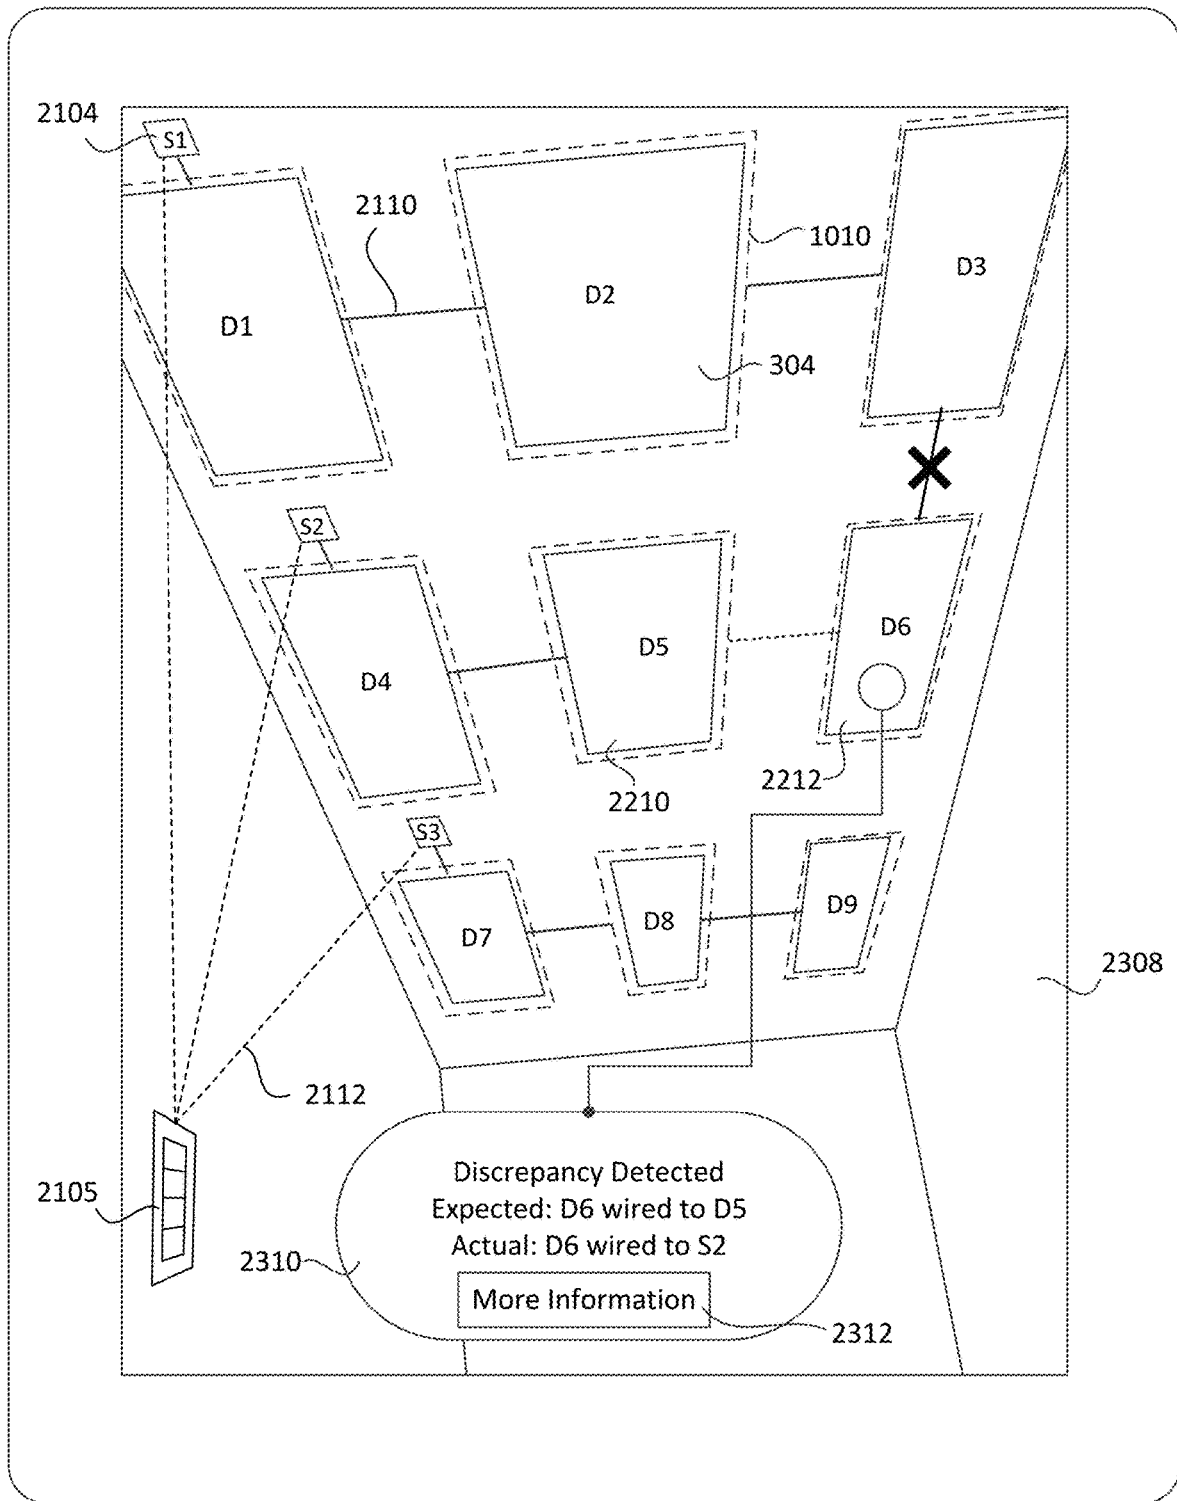 2104
S1
2110
1010
D3
D2
D1
304
S2
D6
D5
D4
2212
2210
S3
D9
D8
D7
2308
2112
Discrepancy Detected
2105
Expected: D6 wired to D5
Actual: D6 wired to S2
2310
More Information
2312